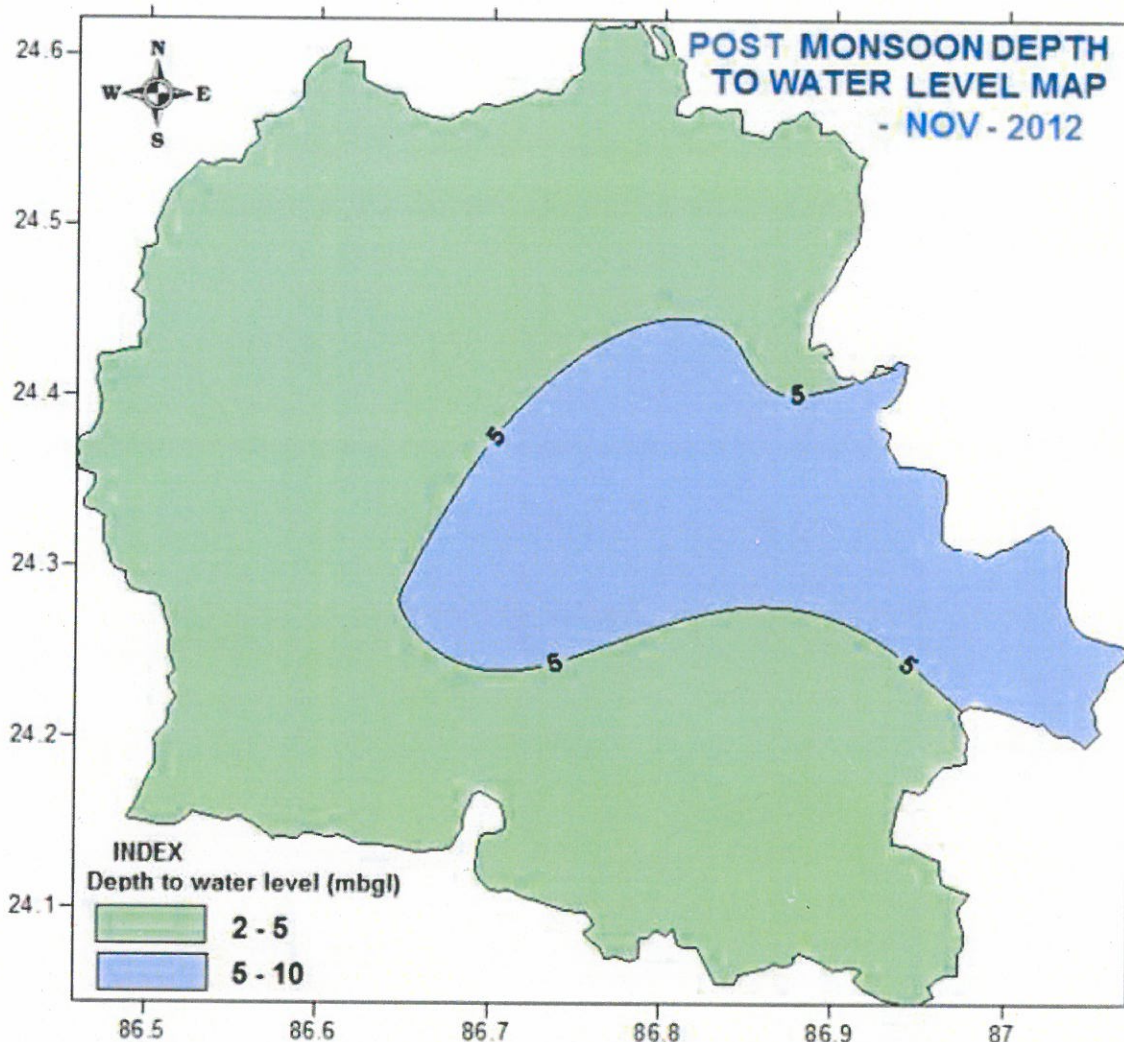 POST MONSOON DEPTH
TO WATER LEVEL MAP
- NOV - 2012
N
W E
S
24.6
24.5
24.4
24.3
24.2
24.1
5
5
5
5
INDEX
Depth to water level (mbgl)
2 - 5
5 - 10
86.5 86.6 86.7 86.8 86.9 87